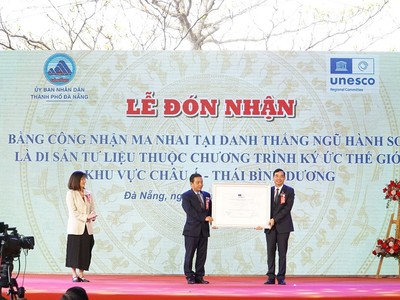 ỦY BAN NHÂN DÂN
THÀNH PHỐ ĐÀ NẴNG
unesco
Regional Committee
LỄ ĐÓN NHẬN
BẰNG CÔNG NHẬN MA NHAI TẠI DANH THẮNG NGŨ HÀNH SƠ
LÀ DI SẢN TƯ LIỆU THUỘC CHƯƠNG TRÌNH KÝ ỨC THẾ GIỚ
KHU VỰC CHÂU Á - THÁI BÌNH DƯƠNG
Đà Nẵng, ng